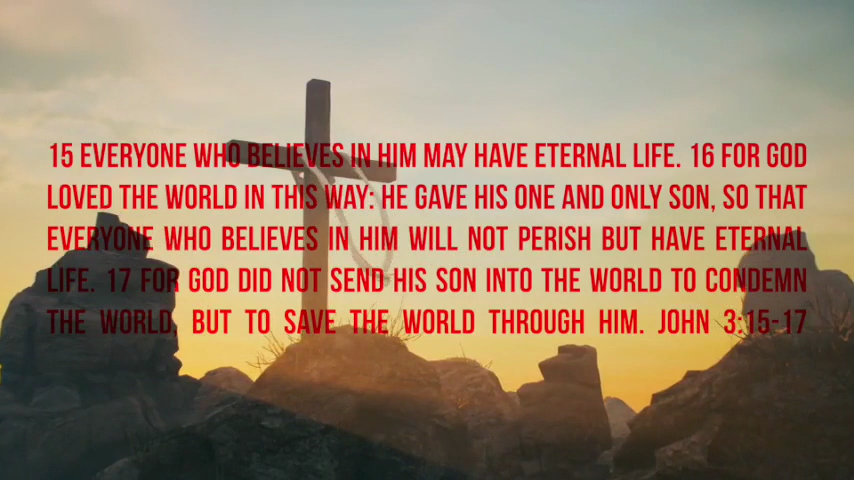 15 EVERYONE WHO BELIEVES IN HIM MAY HAVE ETERNAL LIFE. 16 FOR GOD
LOVED THE WORLD IN THIS WAY: HE GAVE HIS ONE AND ONLY SON, SO THAT
EVERYONE WHO BELIEVES IN HIM WILL NOT PERISH BUT HAVE ETERNAL
LIFE. 17 FOR GOD DID NOT SEND HIS SON INTO THE WORLD TO CONDEMN
THE WORLD, BUT TO SAVE THE WORLD THROUGH HIM. JOHN 3:15-17